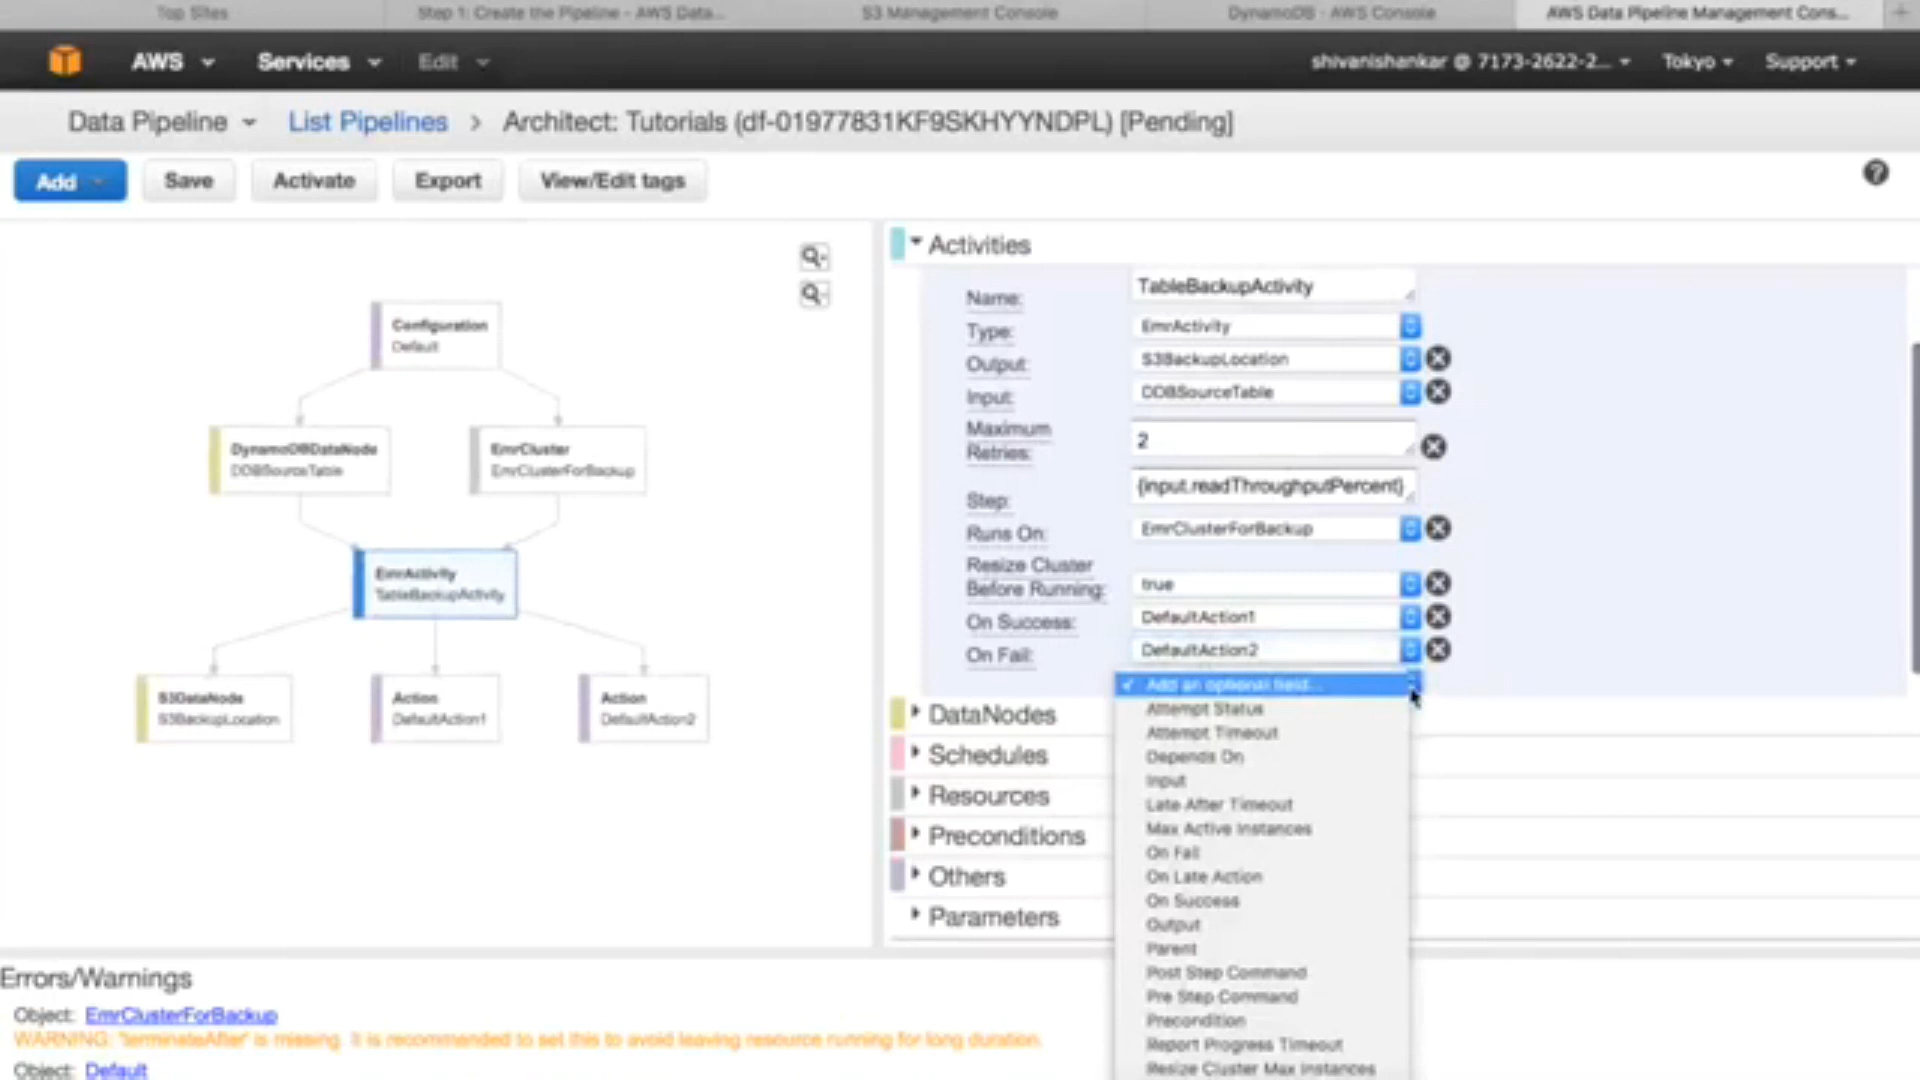 Top Sites
Step 1: Create the Pipeline - AWS Data...
S3 Management Console
DynamoDB - AWS Console
AWS Data Pipeline Management Cons...
AWS
Services
Edit
shivanishankar @ 7173-2622-2...
Tokyo
Support
Data Pipeline
List Pipelines > Architect: Tutorials (df-01977831KF9SKHYYNDPL) [Pending]
Add
Save
Activate
Export
View/Edit tags
?
Configuration
Default
DynamoDBDataNode
DDBSourceTable
EmrCluster
EmrClusterForBackup
EmrActivity
TableBackupActivity
S3DataNode
S3BackupLocation
Action
DefaultAction1
Action
DefaultAction2
Activities
Name: TableBackupActivity
Type: EmrActivity
Output: S3BackupLocation
Input: DDBSourceTable
Maximum Retries: 2
Step: {input.readThroughputPercent}
Runs On: EmrClusterForBackup
Resize Cluster Before Running: true
On Success: DefaultAction1
On Fail: DefaultAction2
Add an optional field...
Attempt Status
Attempt Timeout
Depends On
Input
Late After Timeout
Max Active Instances
On Fail
On Late Action
On Success
Output
Parent
Post Step Command
Pre Step Command
Precondition
Report Progress Timeout
Resize Cluster Max Instances
DataNodes
Schedules
Resources
Preconditions
Others
Parameters
Errors/Warnings
Object: EmrClusterForBackup
WARNING: 'terminateAfter' is missing. It is recommended to set this to avoid leaving resource running for long duration.
Object: Default